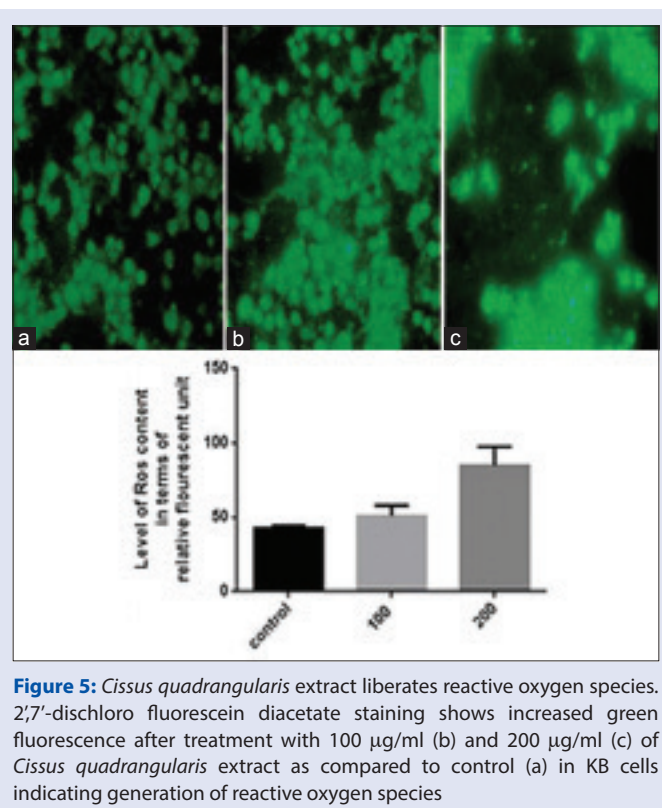 a
b
c
Level of Ros content
in terms of
relative flourescent unit
150
100
50
0
control
100
200
Figure 5: Cissus quadrangularis extract liberates reactive oxygen species.
2′,7′-dischloro fluorescein diacetate staining shows increased green
fluorescence after treatment with 100 μg/ml (b) and 200 μg/ml (c) of
Cissus quadrangularis extract as compared to control (a) in KB cells
indicating generation of reactive oxygen species